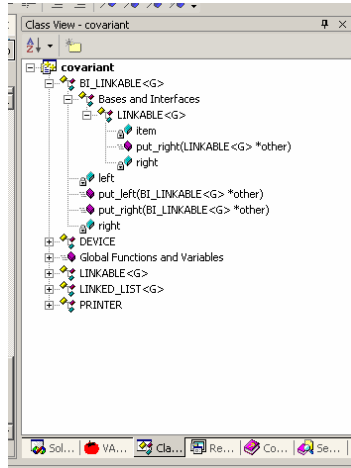 Class View - covariant
covariant
BI_LINKABLE<G>
Bases and Interfaces
LINKABLE<G>
item
put_right(LINKABLE<G> *other)
right
left
put_left(BI_LINKABLE<G> *other)
put_right(BI_LINKABLE<G> *other)
right
DEVICE
Global Functions and Variables
LINKABLE<G>
LINKED_LIST<G>
PRINTER
Sol... VA... Cla... Re... Co... Se...